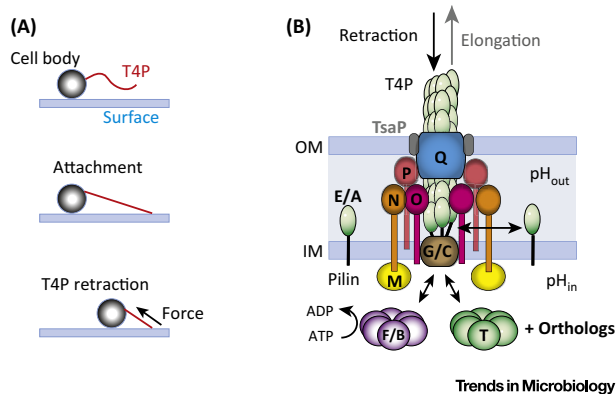 (A)
Cell body
T4P
Surface
Attachment
T4P retraction
Force
(B)
Retraction
Elongation
T4P
TsaP
OM
Q
P
pHout
E/A
N
O
IM
G/C
Pilin
M
pHin
ADP
ATP
F/B
T
+ Orthologs
Trends in Microbiology